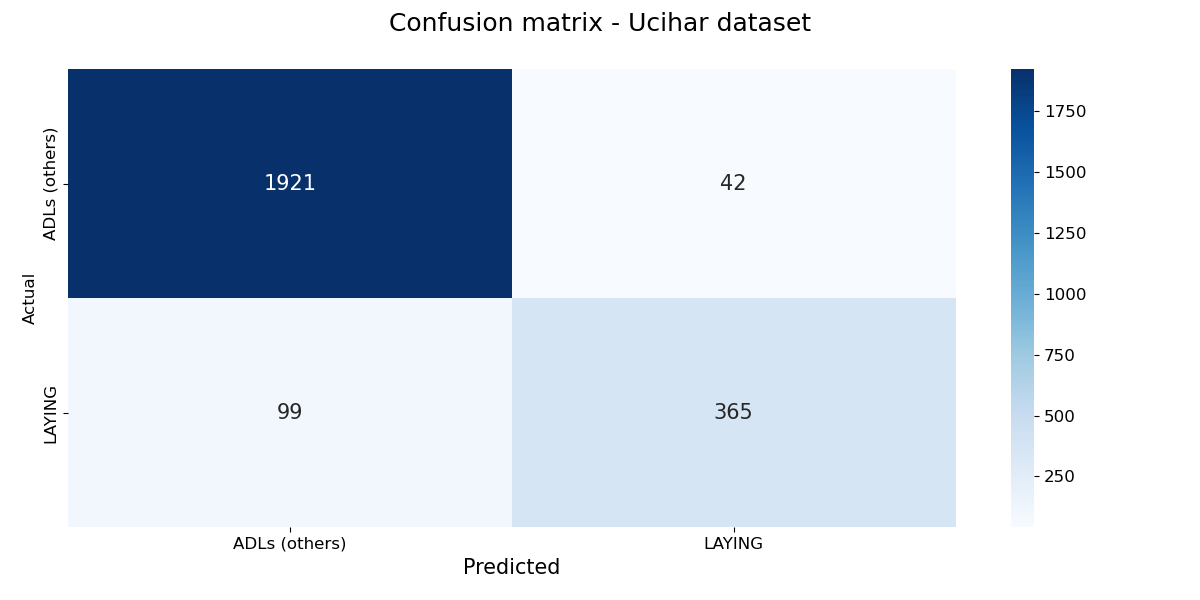 Confusion matrix - Ucihar dataset
Actual
ADLs (others)
1921
42
LAYING
99
365
ADLs (others)
LAYING
Predicted
1750
1500
1250
1000
750
500
250